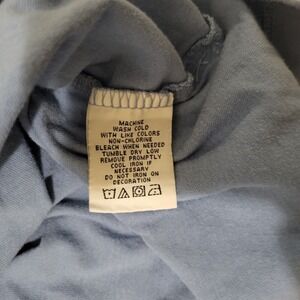 MACHINE
WASH COLD
WITH LIKE COLORS
NON-CHLORINE
BLEACH WHEN NEEDED
TUMBLE DRY LOW
REMOVE PROMPTLY
COOL IRON IF
NECESSARY
DO NOT IRON ON
DECORATION